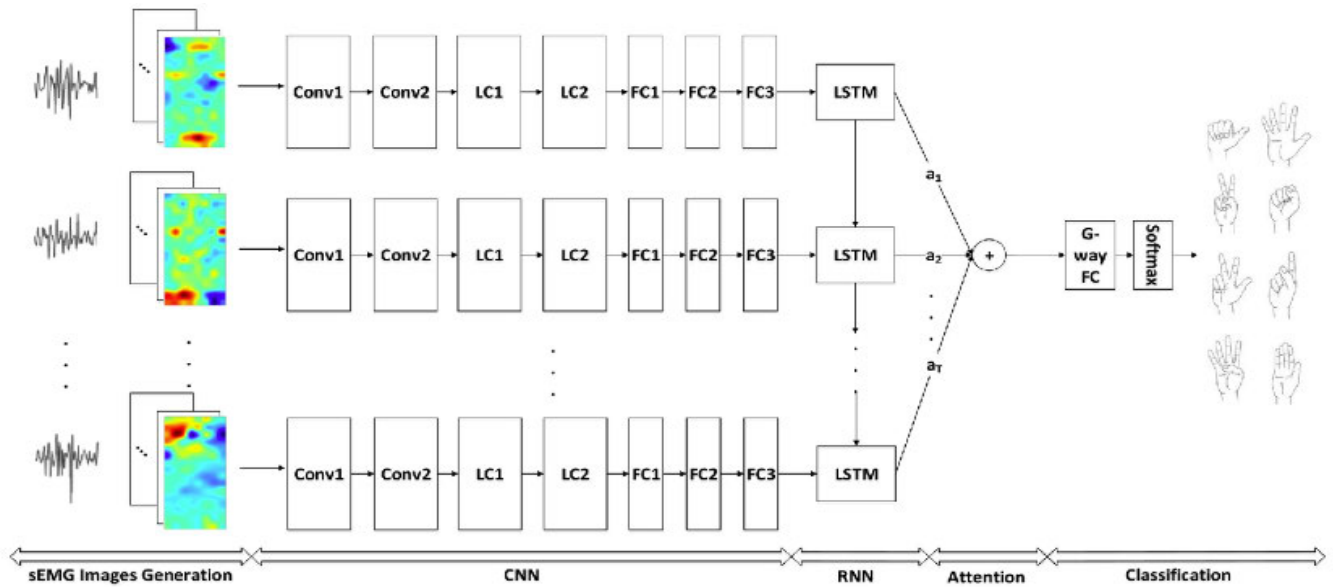 Conv1 Conv2 LC1 LC2 FC1 FC2 FC3 LSTM
a₁
Conv1 Conv2 LC1 LC2 FC1 FC2 FC3 LSTM a₂ + G-way FC Softmax
a_T
Conv1 Conv2 LC1 LC2 FC1 FC2 FC3 LSTM
sEMG Images Generation CNN RNN Attention Classification